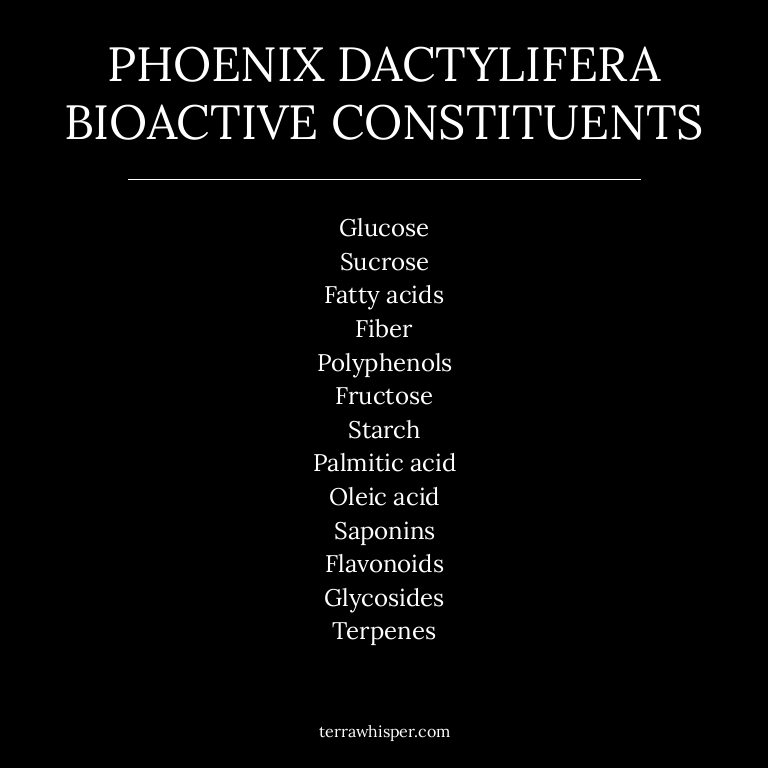 PHOENIX DACTYLIFERA
BIOACTIVE CONSTITUENTS
Glucose
Sucrose
Fatty acids
Fiber
Polyphenols
Fructose
Starch
Palmitic acid
Oleic acid
Saponins
Flavonoids
Glycosides
Terpenes
terrawhisper.com